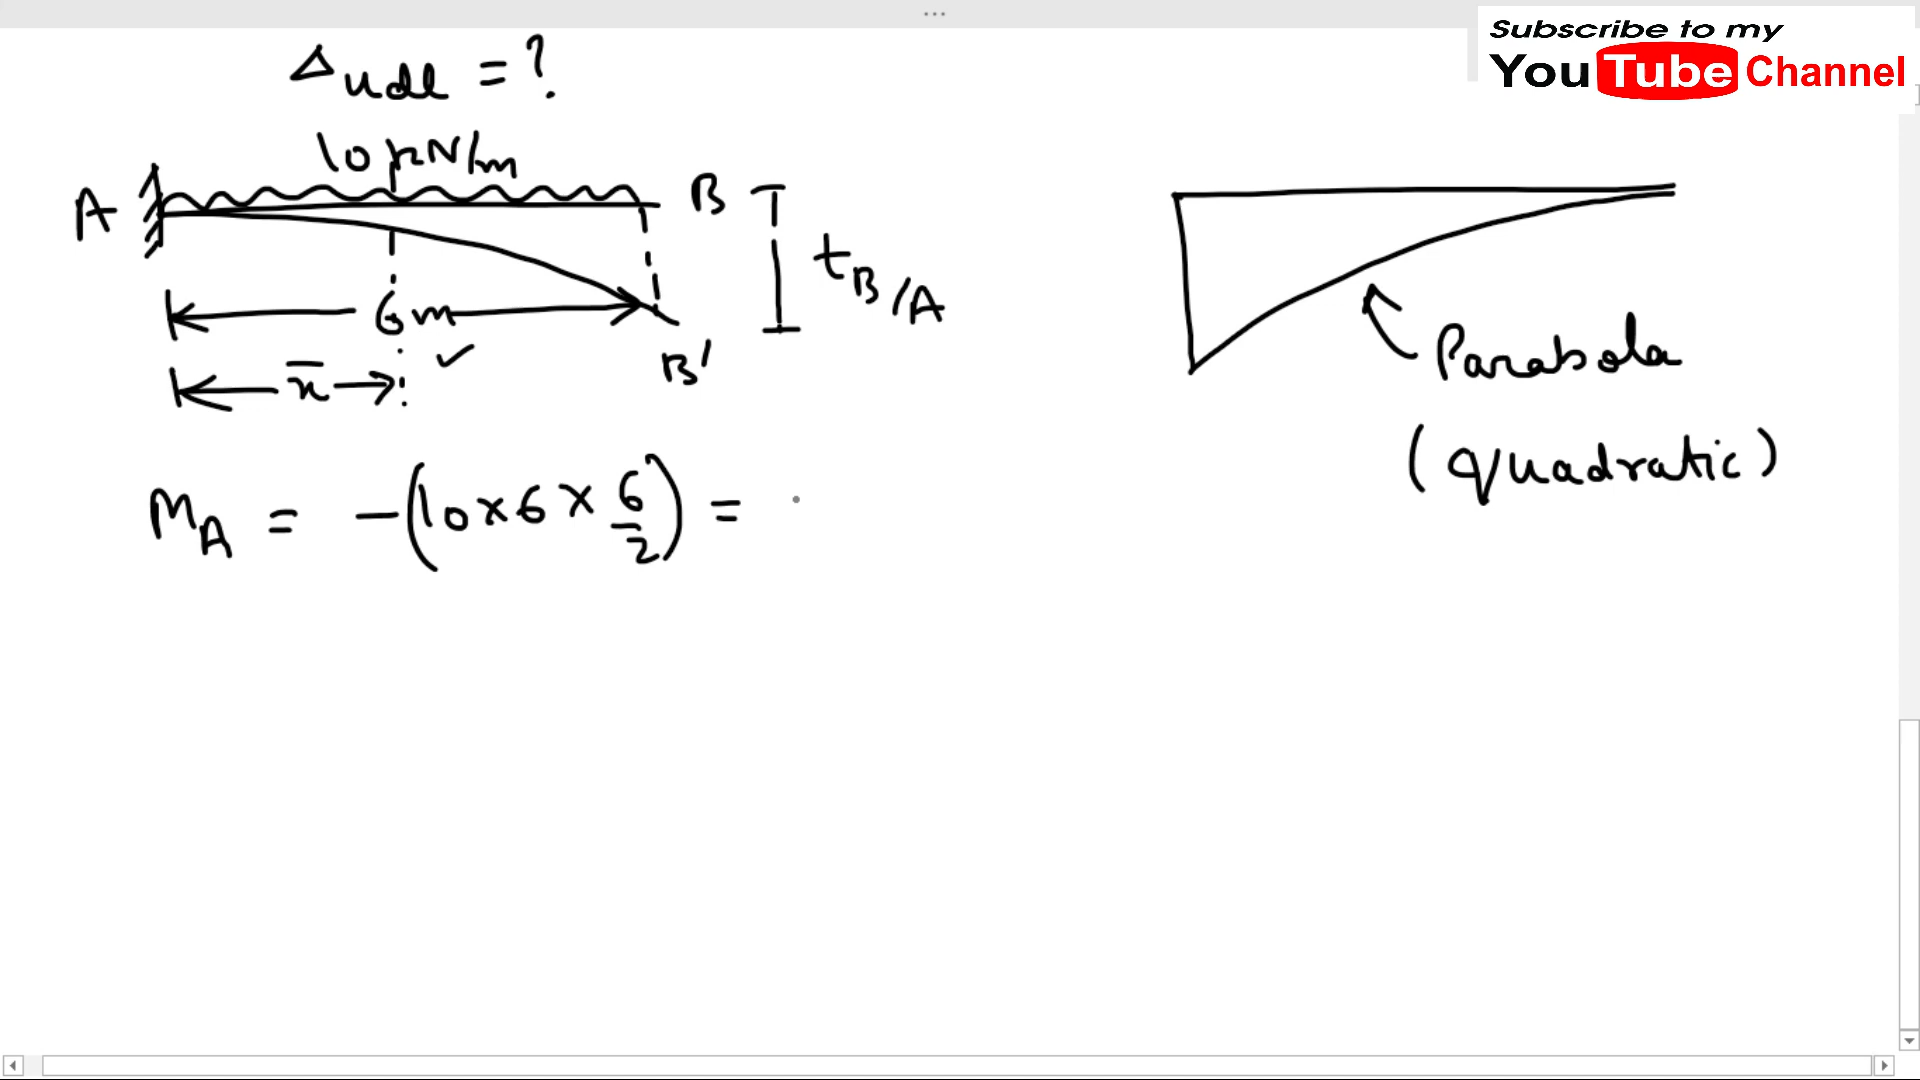 Subscribe to my
YouTube Channel
Δudl = ?
10 kN/m
A
B
tB/A
6m
B'
x̄
Parabola
(quadratic)
MA = -(10×6×6/2) =